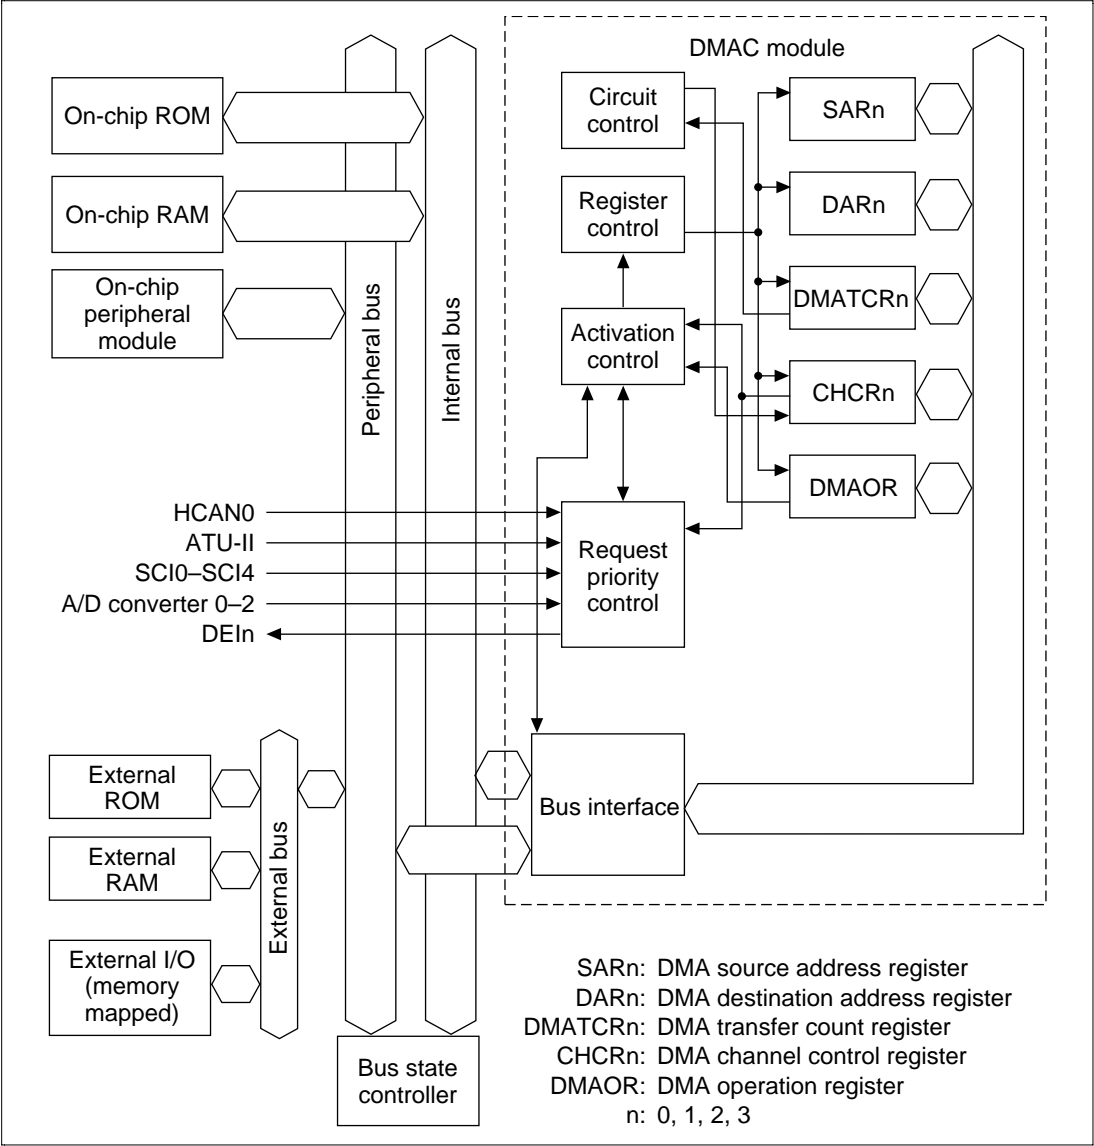 DMAC module
On-chip ROM
Circuit
control
SARn
On-chip RAM
Register
control
DARn
On-chip
peripheral
module
Peripheral bus
Internal bus
Activation
control
DMATCRn
CHCRn
DMAOR
HCAN0
ATU-II
SCI0–SCI4
A/D converter 0–2
DEIn
Request
priority
control
External
ROM
External
RAM
External I/O
(memory
mapped)
External bus
Bus interface
Bus state
controller
SARn: DMA source address register
DARn: DMA destination address register
DMATCRn: DMA transfer count register
CHCRn: DMA channel control register
DMAOR: DMA operation register
n: 0, 1, 2, 3